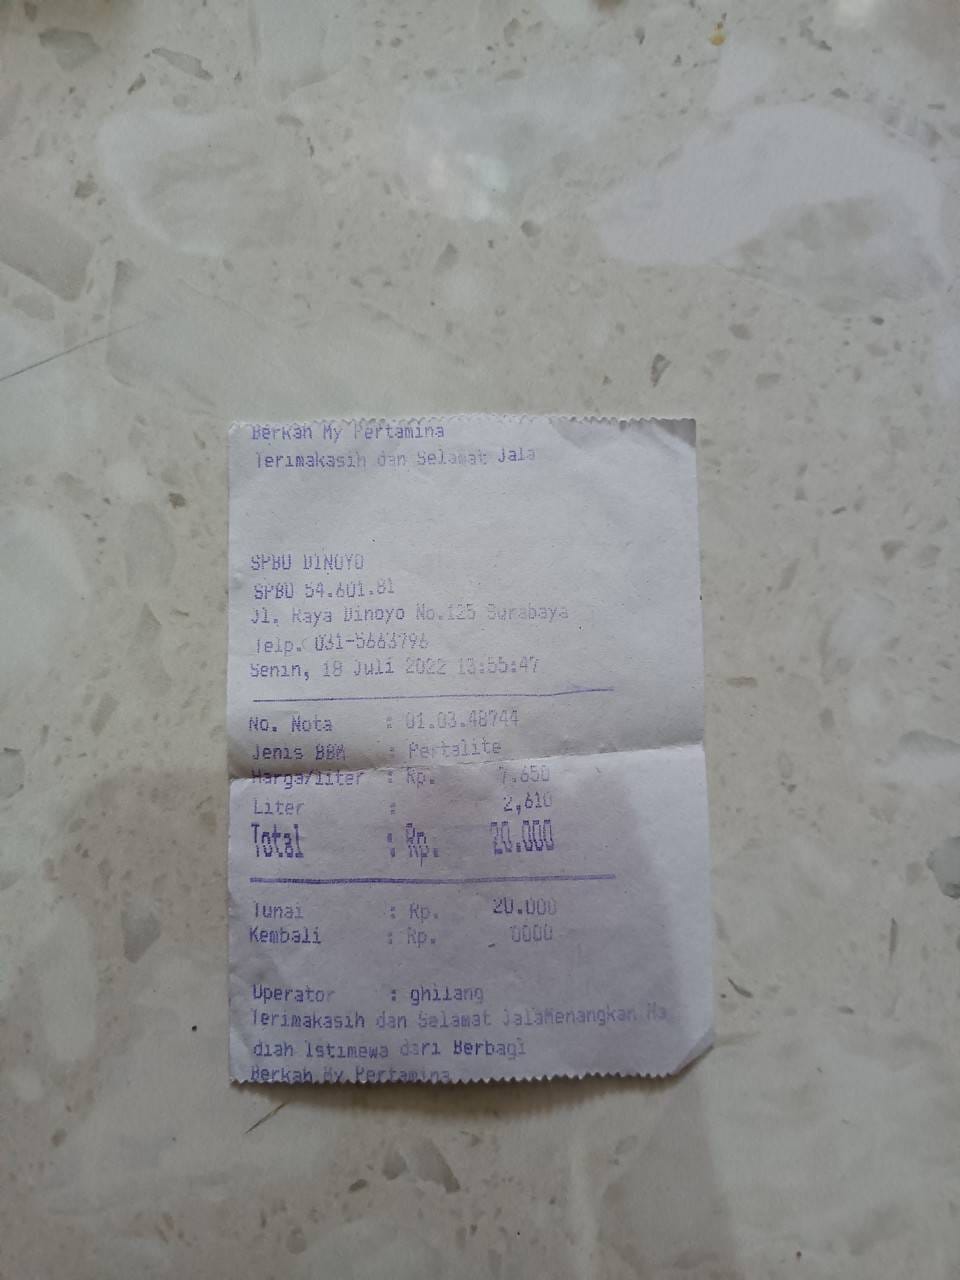 Berkah My Pertamina
Terimakasih dan Selamat Jala
SPBU DINOYO
SPBU 54.601.81
Jl. Raya Dinoyo No.125 Surabaya
Telp. 031-5663796
Senin, 18 Juli 2022 13:55:47
No. Nota : 01.03.48744
Jenis BBM : Pertalite
Harga/liter : Rp. 7.650
Liter : 2,610
Total : Rp. 20.000
Tunai : Rp. 20.000
Kembali : Rp. 0000
Operator : ghilang
Terimakasih dan Selamat JalaMenangkan Ha
diah Istimewa dari Berbagi
Berkah My Pertamina